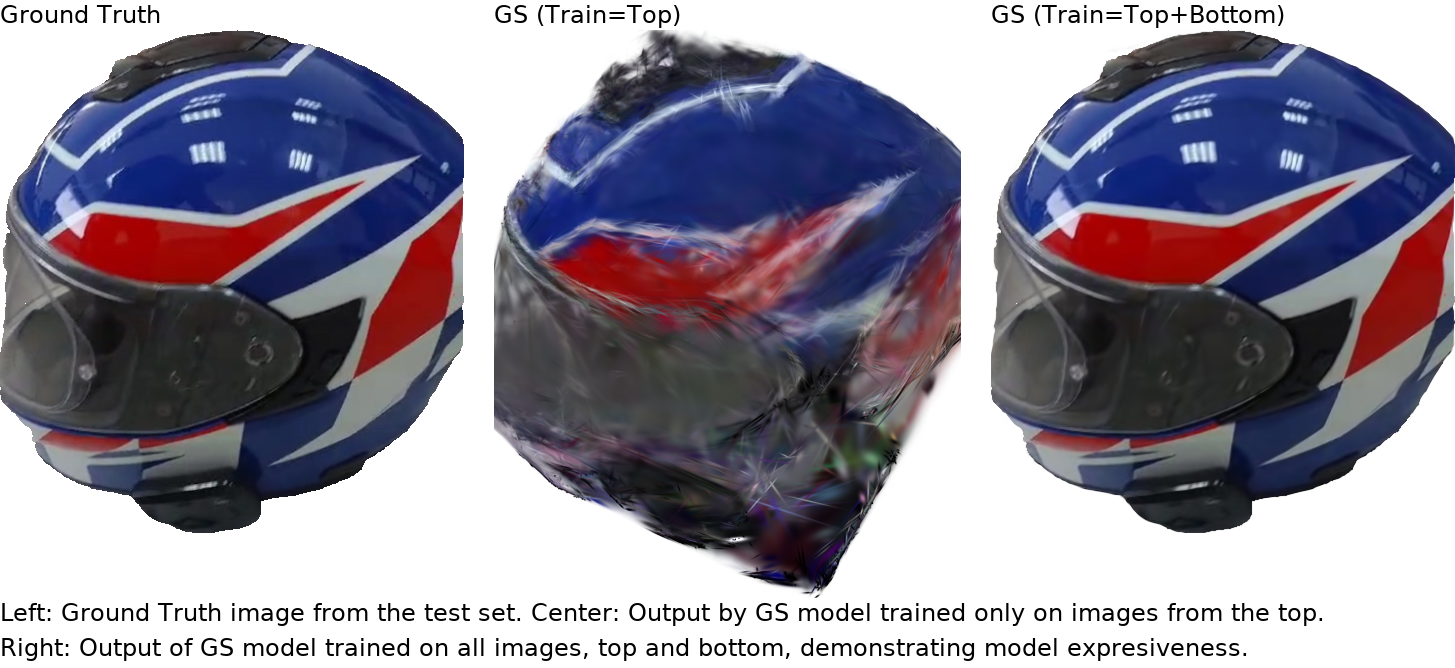 Ground Truth
GS (Train=Top)
GS (Train=Top+Bottom)
Left: Ground Truth image from the test set. Center: Output by GS model trained only on images from the top.
Right: Output of GS model trained on all images, top and bottom, demonstrating model expresiveness.